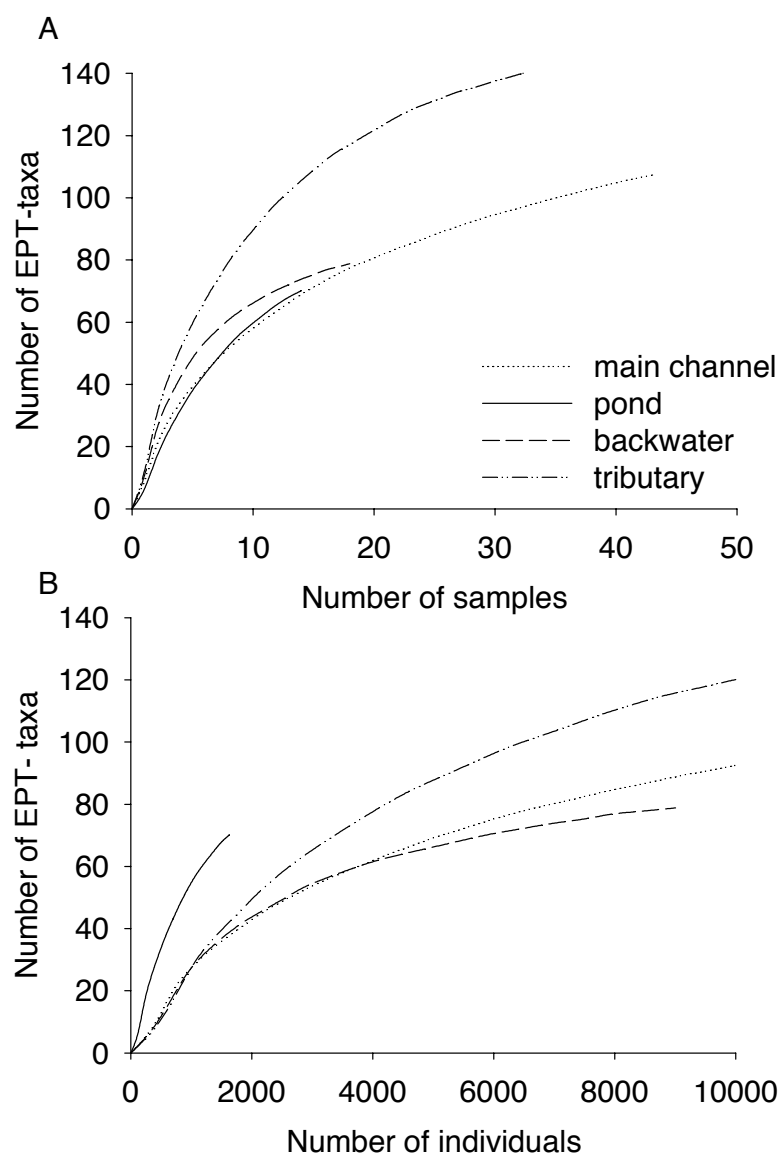 A
140
120
100
80
60
40
20
0
Number of EPT-taxa
main channel
pond
backwater
tributary
0 10 20 30 40 50
Number of samples
B
140
120
100
80
60
40
20
0
Number of EPT- taxa
0 2000 4000 6000 8000 10000
Number of individuals